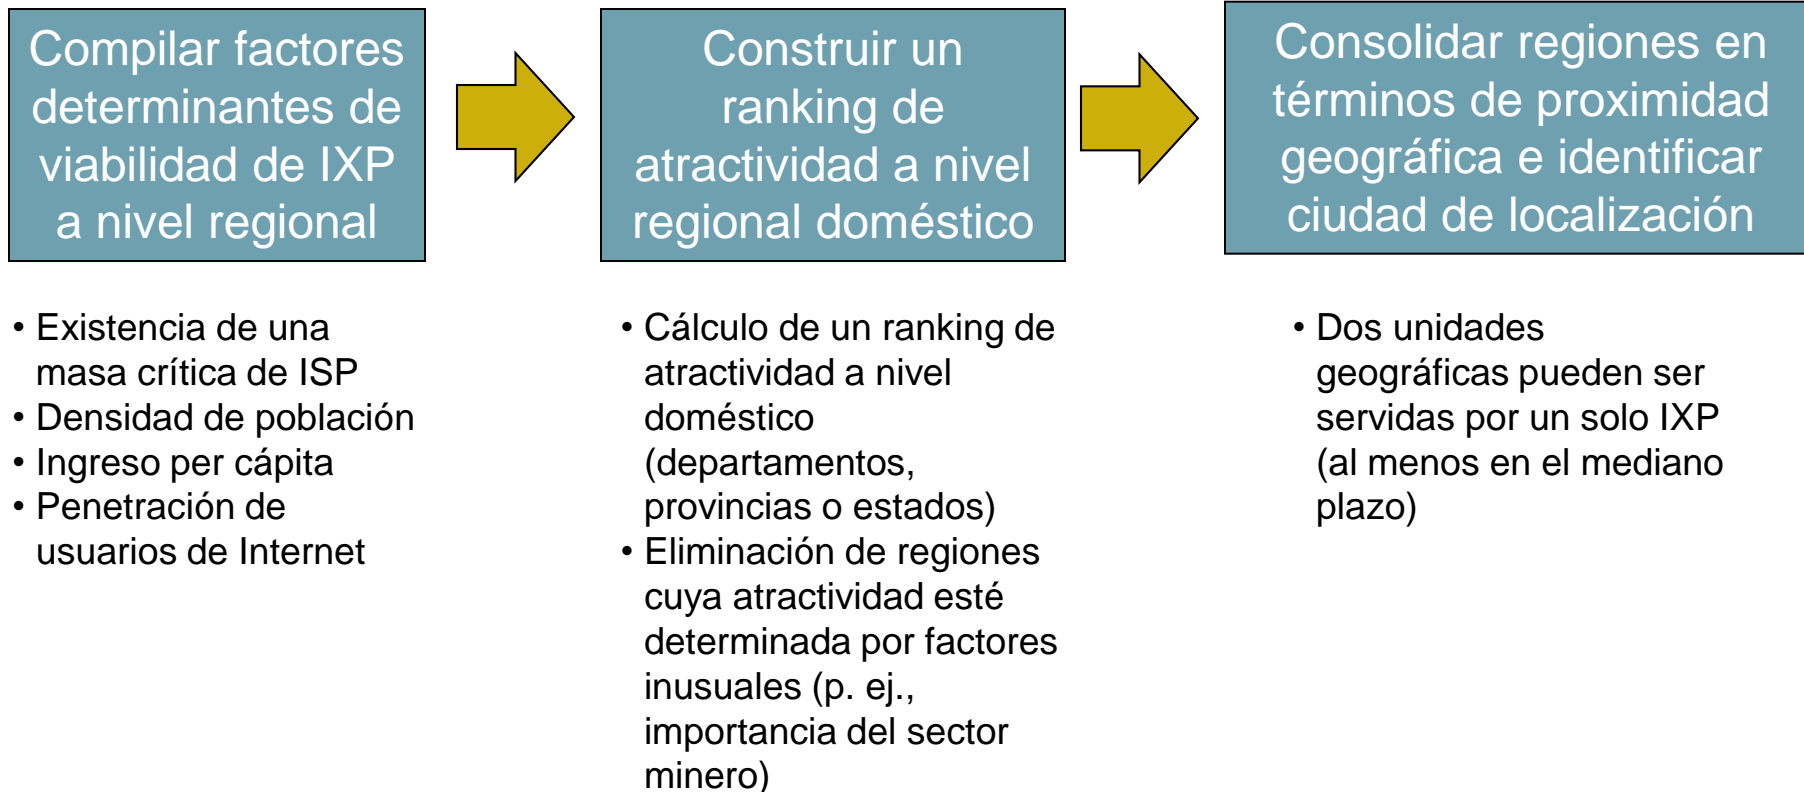 Compilar factores
determinantes de
viabilidad de IXP
a nivel regional
Construir un
ranking de
atractividad a nivel
regional doméstico
Consolidar regiones en
términos de proximidad
geográfica e identificar
ciudad de localización
• Existencia de una
masa crítica de ISP
• Densidad de población
• Ingreso per cápita
• Penetración de
usuarios de Internet
• Cálculo de un ranking de
atractividad a nivel
doméstico
(departamentos,
provincias o estados)
• Eliminación de regiones
cuya atractividad esté
determinada por factores
inusuales (p. ej.,
importancia del sector
minero)
• Dos unidades
geográficas pueden ser
servidas por un solo IXP
(al menos en el mediano
plazo)